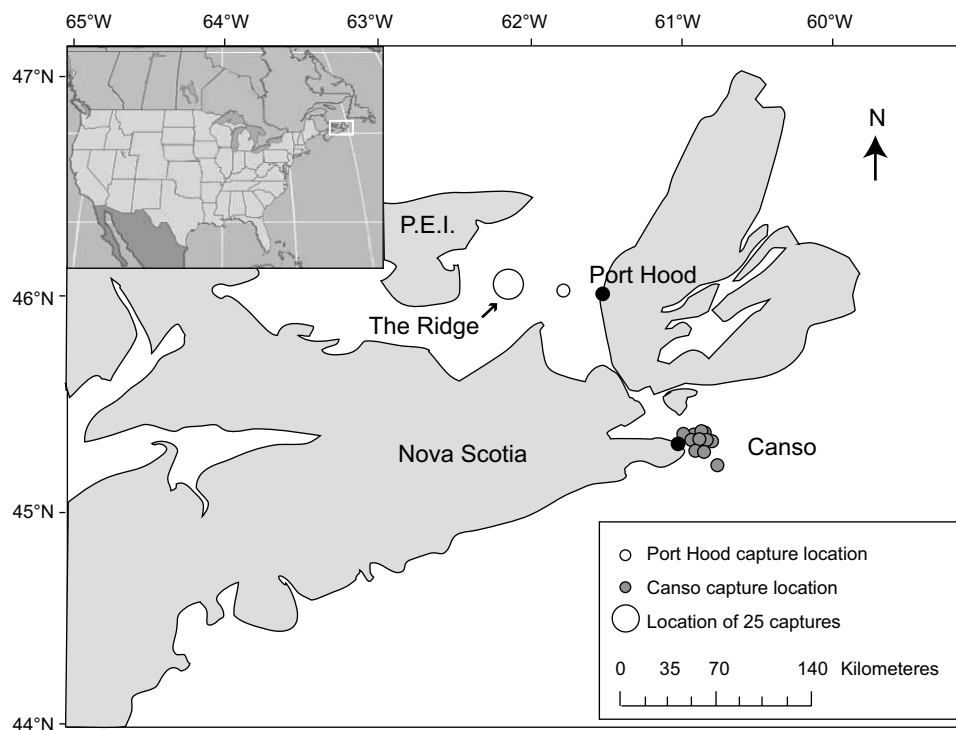 65°W 64°W 63°W 62°W 61°W 60°W
47°N
N
P.E.I.
Port Hood
46°N
The Ridge
Nova Scotia
Canso
45°N
Port Hood capture location
Canso capture location
Location of 25 captures
0 35 70 140 Kilometeres
44°N